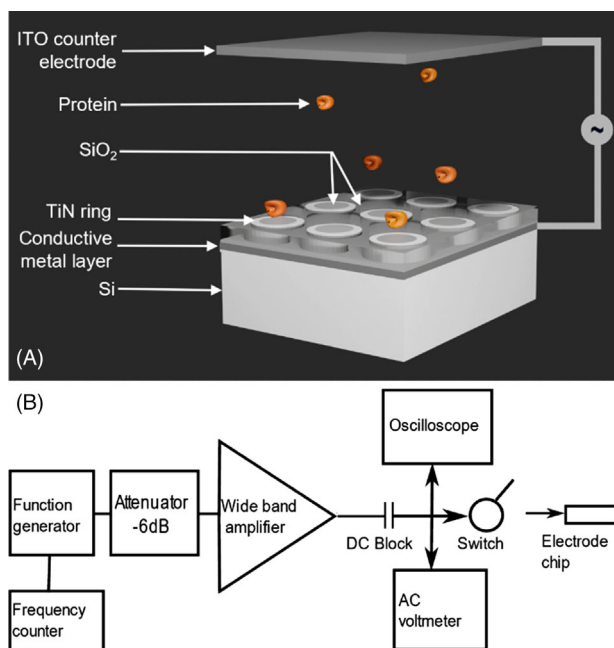 ITO counter
electrode
Protein
SiO₂
TiN ring
Conductive
metal layer
Si
~
(A)
(B)
Oscilloscope
Function
generator
Attenuator
-6dB
Wide band
amplifier
DC Block
Switch
Electrode
chip
Frequency
counter
AC
voltmeter